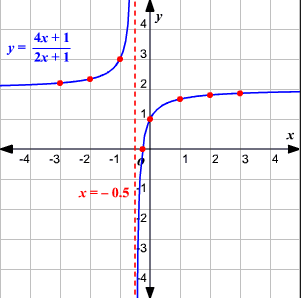 4
y
y = 4x + 1 / 2x + 1
3
2
1
x
-4 -3 -2 -1 o 1 2 3 4
x = – 0.5
-1
-2
-3
-4